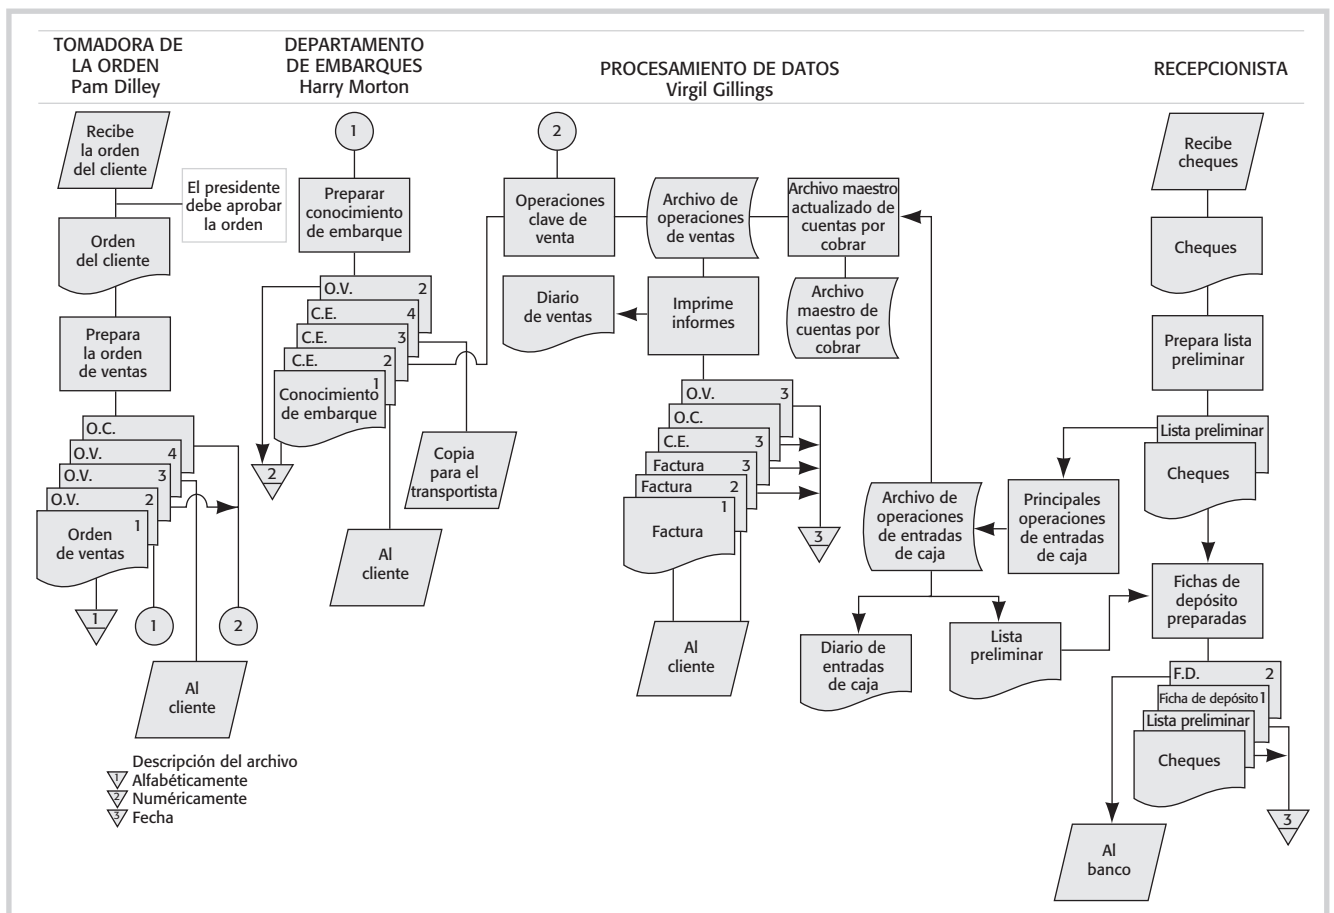 TOMADORA DE
LA ORDEN
Pam Dilley
DEPARTAMENTO
DE EMBARQUES
Harry Morton
PROCESAMIENTO DE DATOS
Virgil Gillings
RECEPCIONISTA
Recibe
la orden
del cliente
El presidente
debe aprobar
la orden
Orden
del cliente
Prepara
la orden
de ventas
O.C.
O.V. 4
O.V. 3
O.V. 2
1
Orden
de ventas
1
1
2
Al
cliente
Descripción del archivo
1 Alfabéticamente
2 Numéricamente
3 Fecha
1
Preparar
conocimiento
de embarque
O.V. 2
C.E. 4
C.E. 3
C.E. 2
1
Conocimiento
de embarque
2
Copia
para el
transportista
Al
cliente
2
Operaciones
clave de
venta
Archivo de
operaciones
de ventas
Archivo maestro
actualizado de
cuentas por
cobrar
Diario
de ventas
Imprime
informes
Archivo
maestro de
cuentas por
cobrar
O.V. 3
O.C.
C.E. 3
Factura 3
Factura 2
1
Factura
3
Al
cliente
Archivo de
operaciones
de entradas
de caja
Principales
operaciones
de entradas
de caja
Diario de
entradas
de caja
Lista
preliminar
Recibe
cheques
Cheques
Prepara lista
preliminar
Lista preliminar
Cheques
Fichas de
depósito
preparadas
F.D. 2
Ficha de depósito 1
Lista preliminar
Cheques
3
Al
banco